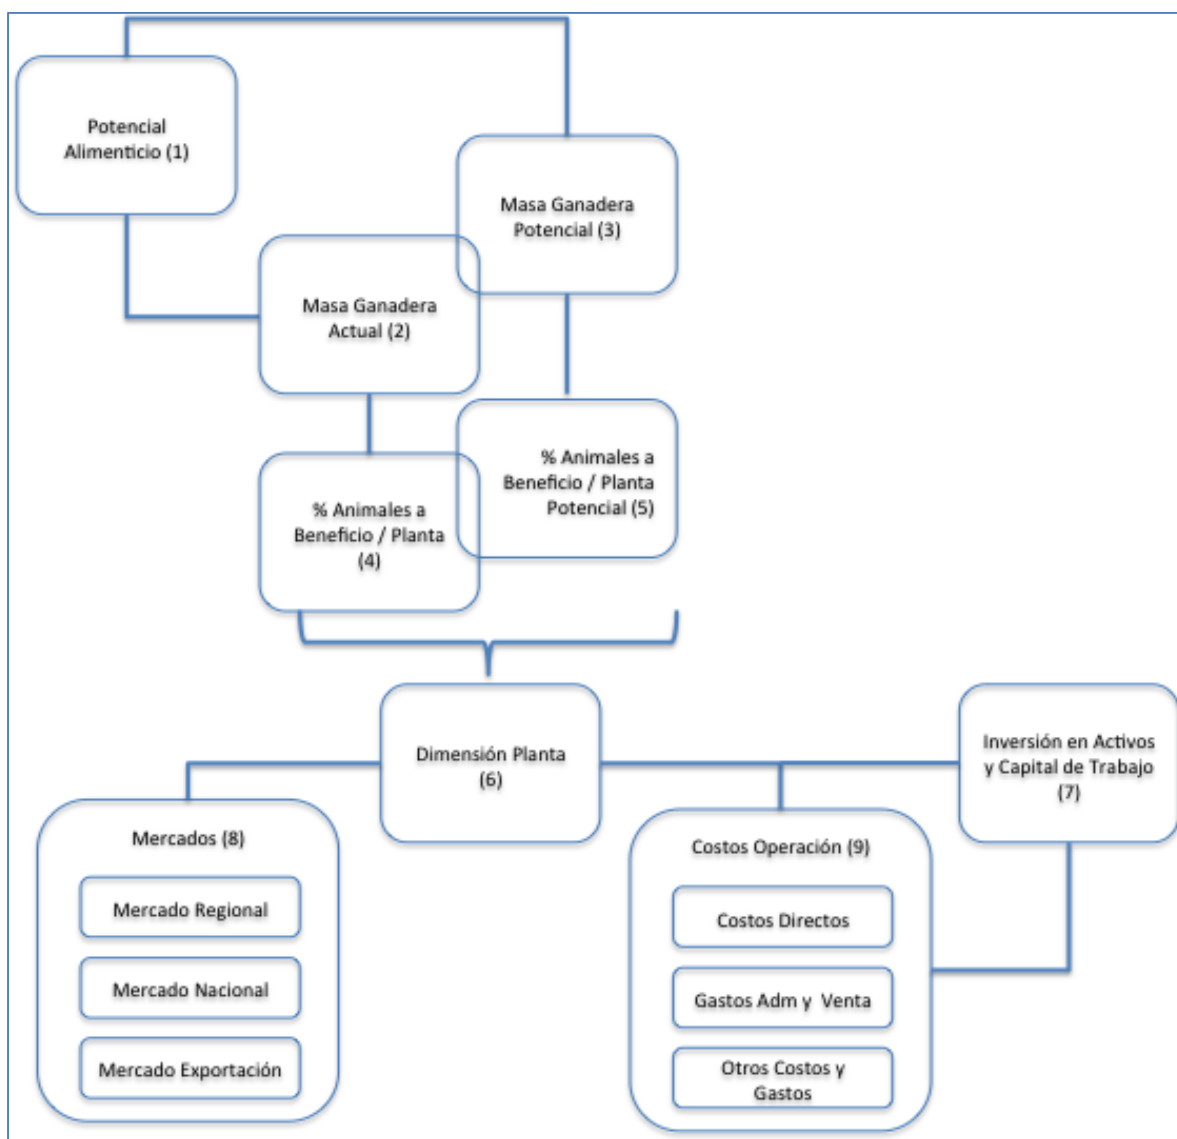 Potencial
Alimenticio (1)
Masa Ganadera
Potencial (3)
Masa Ganadera
Actual (2)
% Animales a
Beneficio / Planta
Potencial (5)
% Animales a
Beneficio / Planta
(4)
Dimensión Planta
(6)
Inversión en Activos
y Capital de Trabajo
(7)
Mercados (8)
Mercado Regional
Mercado Nacional
Mercado Exportación
Costos Operación (9)
Costos Directos
Gastos Adm y Venta
Otros Costos y
Gastos